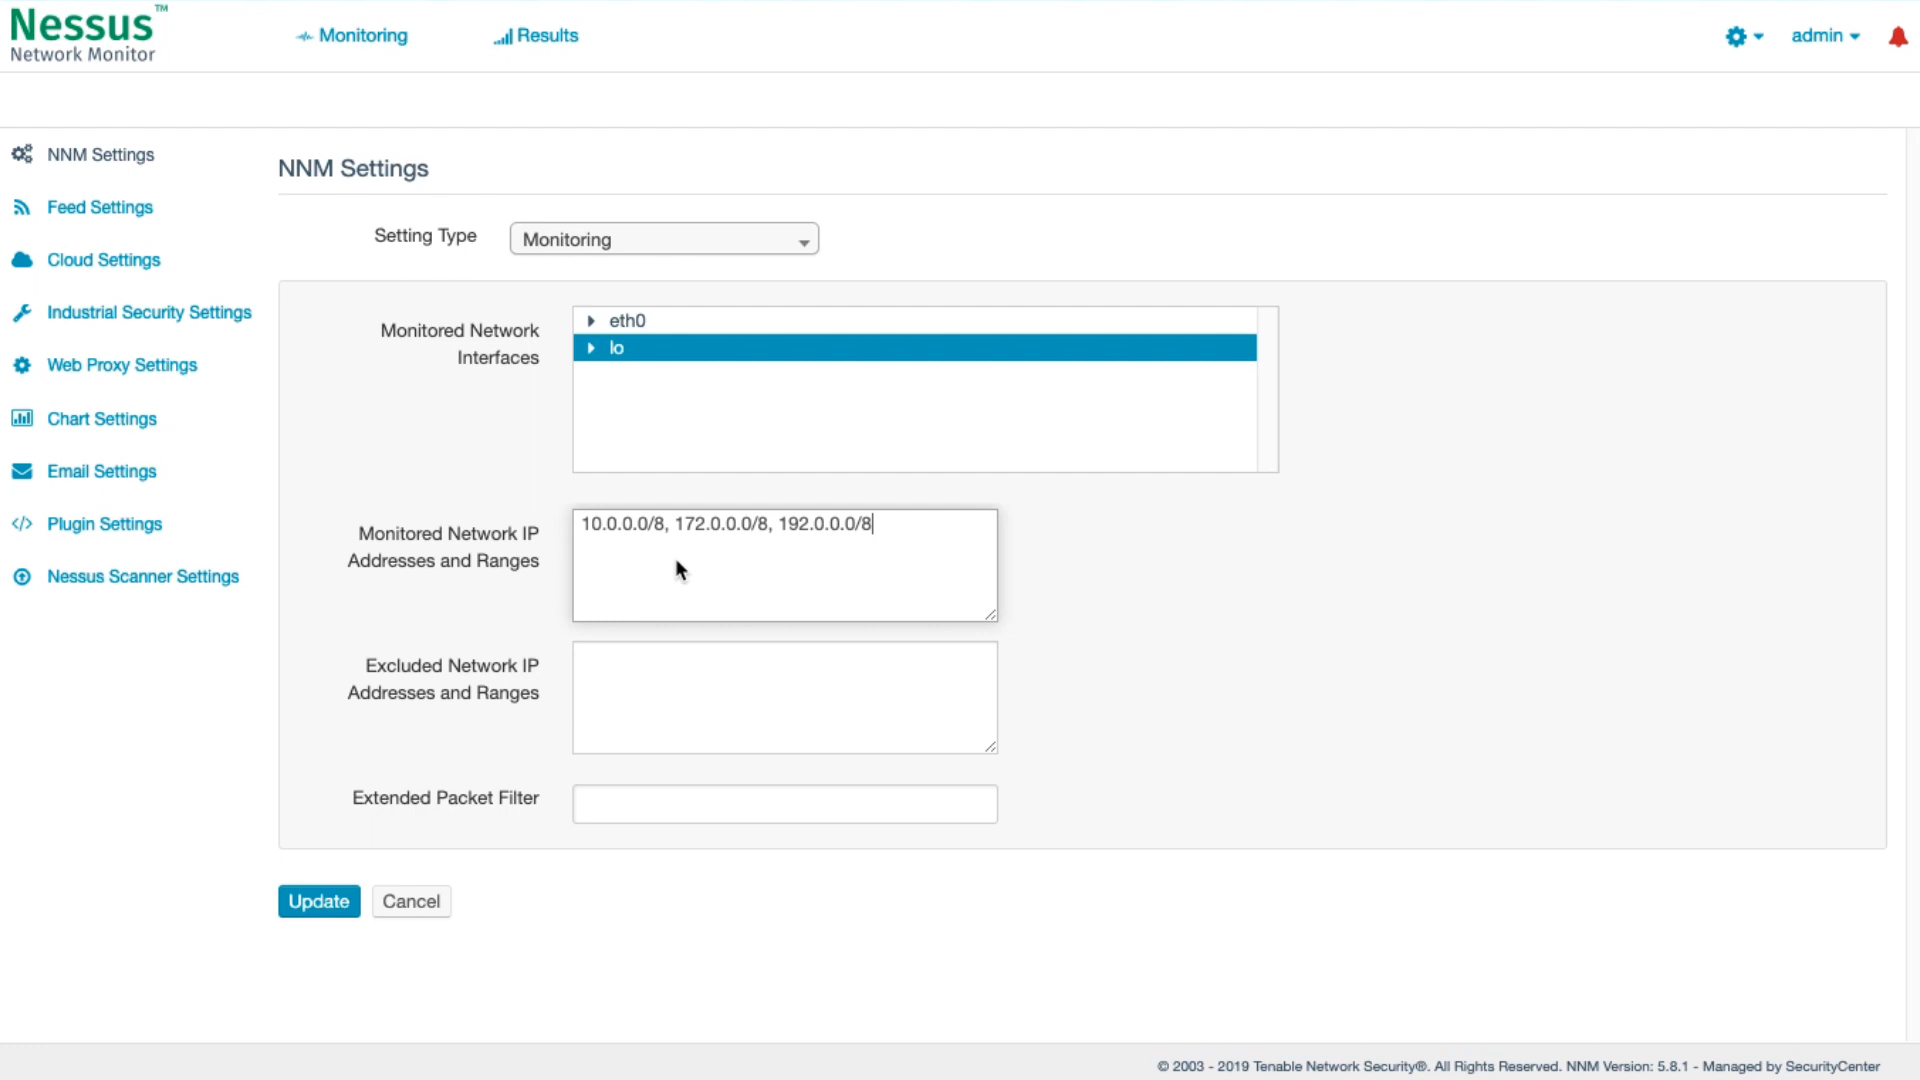 Nessus™
Network Monitor
Monitoring
Results
admin
NNM Settings
Feed Settings
Cloud Settings
Industrial Security Settings
Web Proxy Settings
Chart Settings
Email Settings
Plugin Settings
Nessus Scanner Settings
NNM Settings
Setting Type
Monitoring
Monitored Network
Interfaces
eth0
lo
Monitored Network IP
Addresses and Ranges
10.0.0.0/8, 172.0.0.0/8, 192.0.0.0/8
Excluded Network IP
Addresses and Ranges
Extended Packet Filter
Update
Cancel
© 2003 - 2019 Tenable Network Security®. All Rights Reserved. NNM Version: 5.8.1 - Managed by SecurityCenter